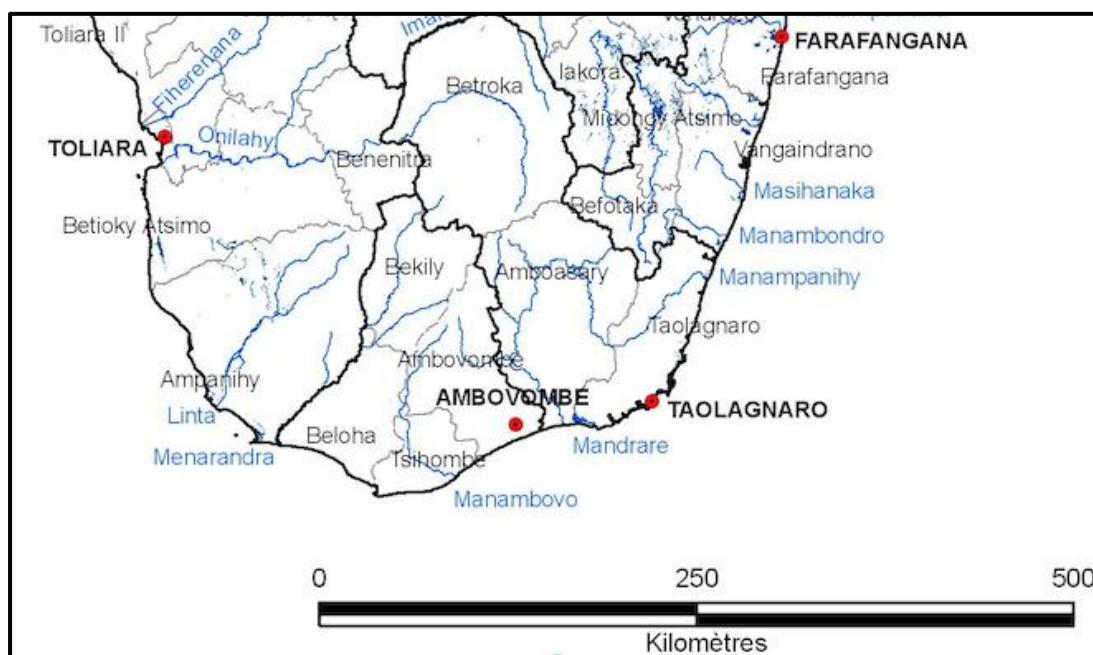 Toliara II
Fiherenana
Imal
FARAFANGANA
Iakora
Farafangana
Betroka
Midongy Atsimo
TOLIARA
Onilahy
Benenitra
Vangaindrano
Masihanaka
Befotaka
Betioky Atsimo
Manambondro
Bekily
Amboasary
Manampanihy
Taolagnaro
Ambovombe
Ampanihy
AMBOVOMBE
TAOLAGNARO
Linta
Beloha
Mandrare
Menarandra
Tsihombe
Manambovo
0 250 500
Kilomètres